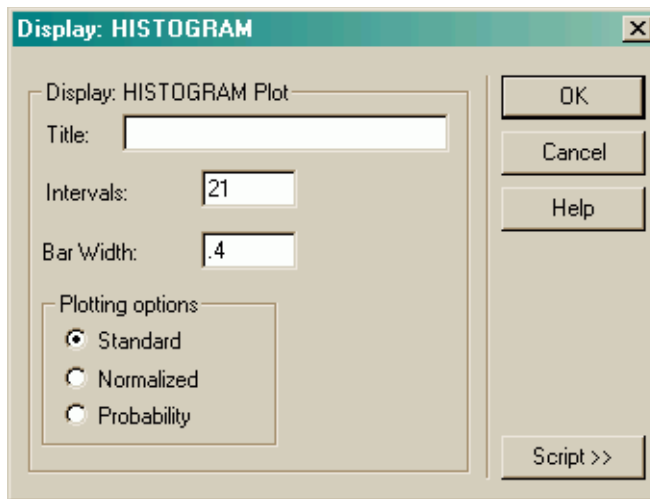 Display: HISTOGRAM
Display: HISTOGRAM Plot
Title:
Intervals: 21
Bar Width: .4
Plotting options
Standard
Normalized
Probability
OK
Cancel
Help
Script >>